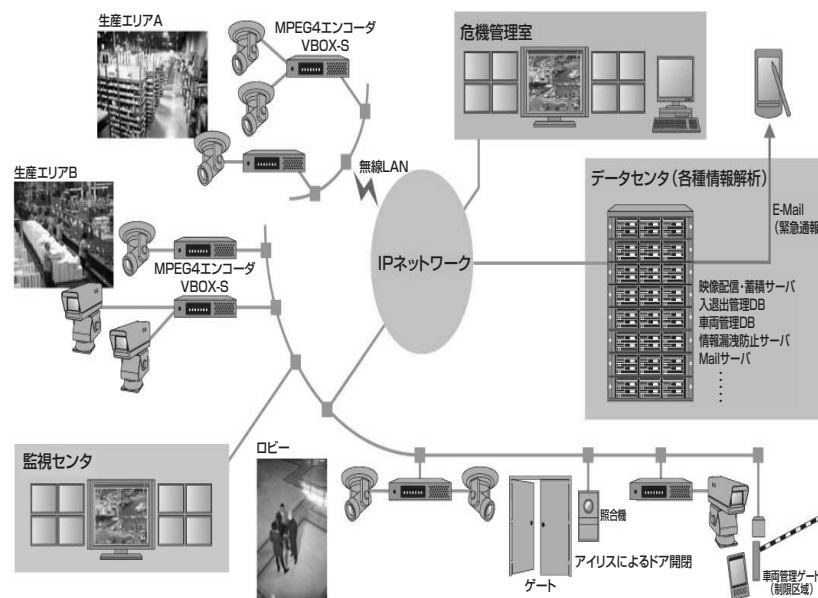 生産エリアA
MPEG4エンコーダ
VBOX-S
危機管理室
無線LAN
生産エリアB
データセンタ(各種情報解析)
E-Mail
(緊急通報
MPEG4エンコーダ
VBOX-S
IPネットワーク
映像配信・蓄積サーバ
入退出管理DB
車両管理DB
情報漏洩防止サーバ
Mailサーバ
監視センタ
ロビー
照合機
アイリスによるドア開閉
ゲート
車両管理ゲート
(制限区域)